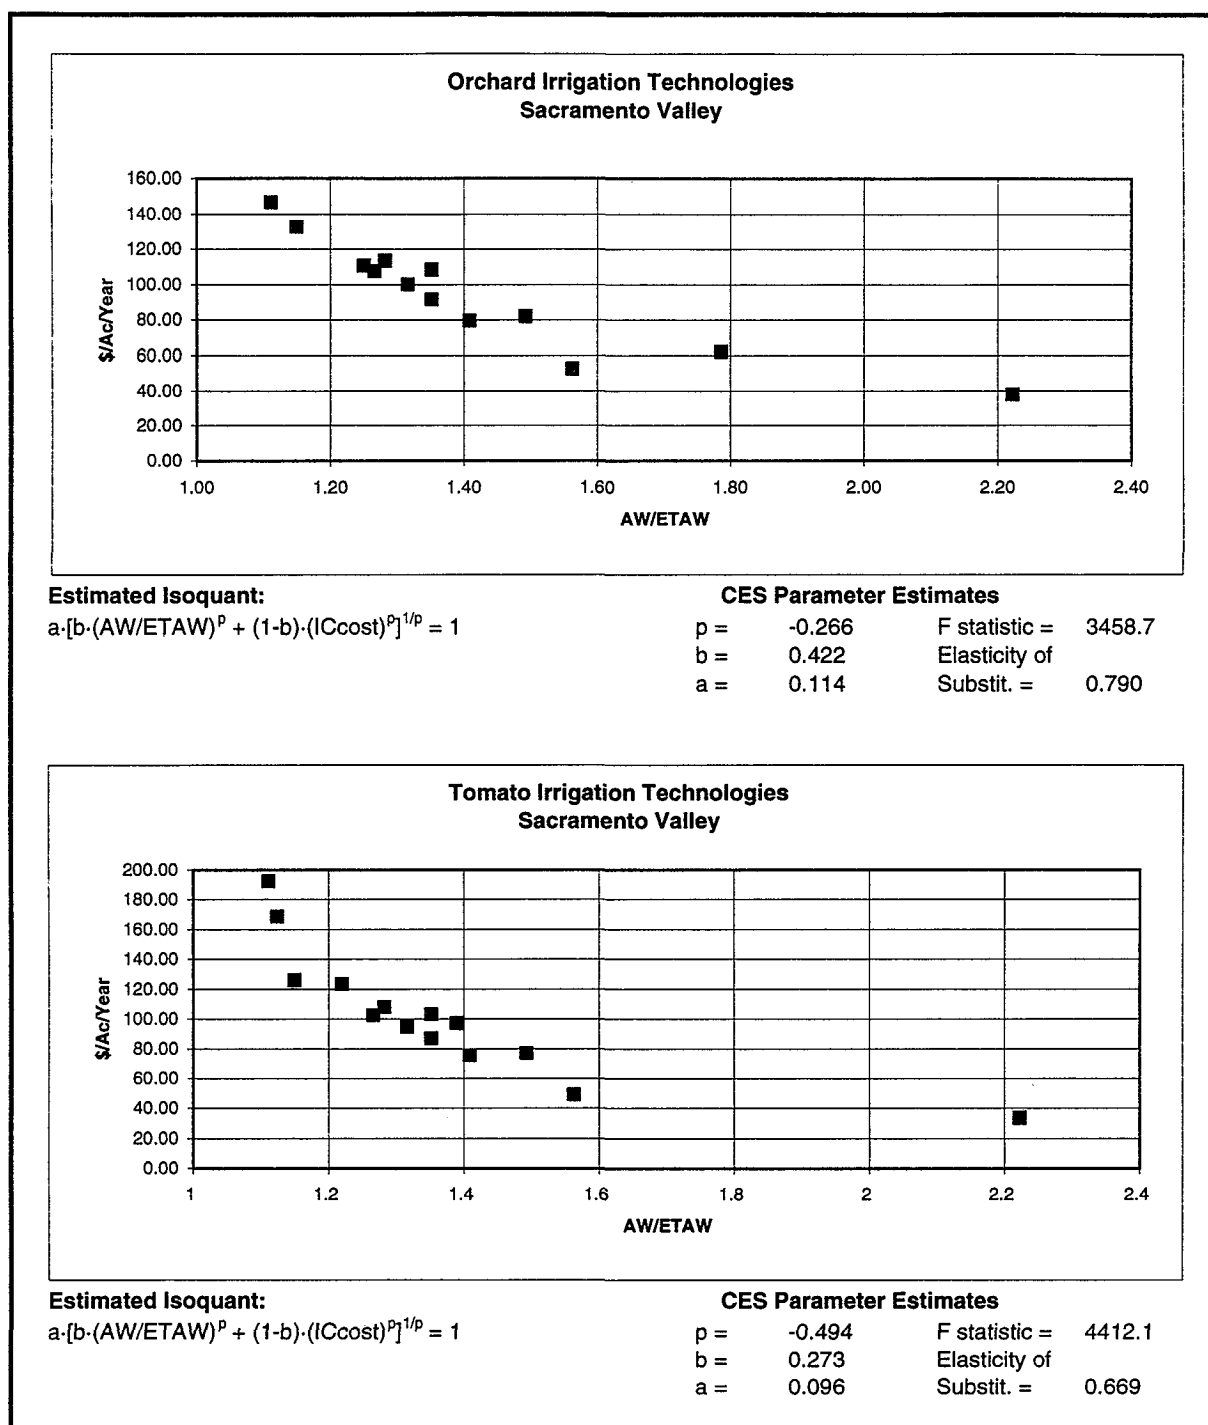 Orchard Irrigation Technologies
Sacramento Valley
160.00
140.00
120.00
100.00
80.00
60.00
40.00
20.00
0.00
$/Ac/Year
1.00 1.20 1.40 1.60 1.80 2.00 2.20 2.40
AW/ETAW
Estimated Isoquant:
a·[b·(AW/ETAW)^p + (1-b)·(ICcost)^p]^1/p = 1
CES Parameter Estimates
p = -0.266 F statistic = 3458.7
b = 0.422 Elasticity of
a = 0.114 Substit. = 0.790
Tomato Irrigation Technologies
Sacramento Valley
200.00
180.00
160.00
140.00
120.00
100.00
80.00
60.00
40.00
20.00
0.00
$/Ac/Year
1 1.2 1.4 1.6 1.8 2 2.2 2.4
AW/ETAW
Estimated Isoquant:
a·[b·(AW/ETAW)^p + (1-b)·(ICcost)^p]^1/p = 1
CES Parameter Estimates
p = -0.494 F statistic = 4412.1
b = 0.273 Elasticity of
a = 0.096 Substit. = 0.669